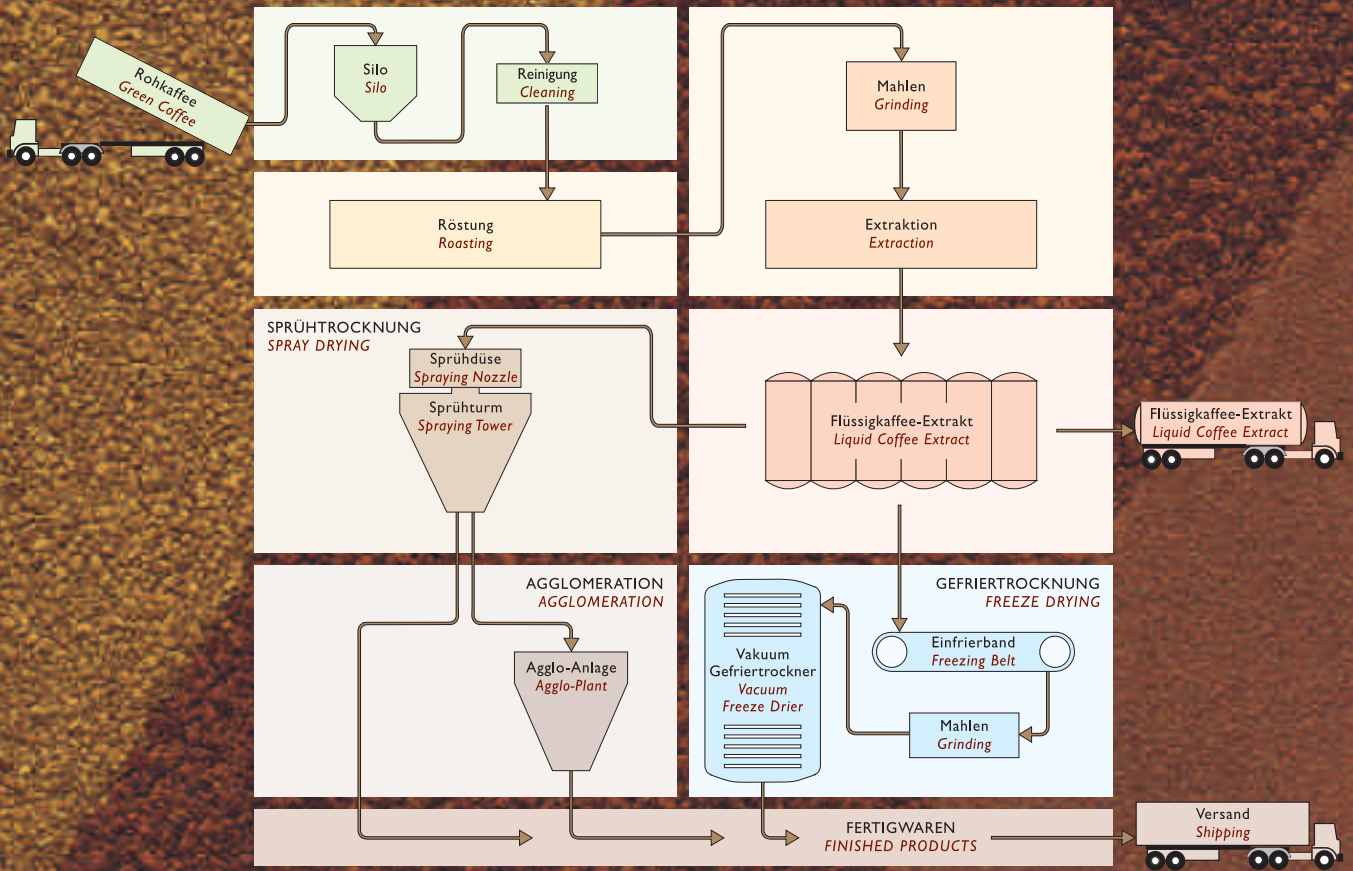 Rohkaffee
Green Coffee
Silo
Silo
Reinigung
Cleaning
Röstung
Roasting
Mahlen
Grinding
Extraktion
Extraction
SPRÜHTROCKNUNG
SPRAY DRYING
Sprühdüse
Spraying Nozzle
Sprühturm
Spraying Tower
Flüssigkaffee-Extrakt
Liquid Coffee Extract
Flüssigkaffee-Extrakt
Liquid Coffee Extract
AGGLOMERATION
AGGLOMERATION
Agglo-Anlage
Agglo-Plant
GEFRIERTROCKNUNG
FREEZE DRYING
Einfrierband
Freezing Belt
Mahlen
Grinding
Vakuum
Gefriertrockner
Vacuum
Freeze Drier
FERTIGWAREN
FINISHED PRODUCTS
Versand
Shipping